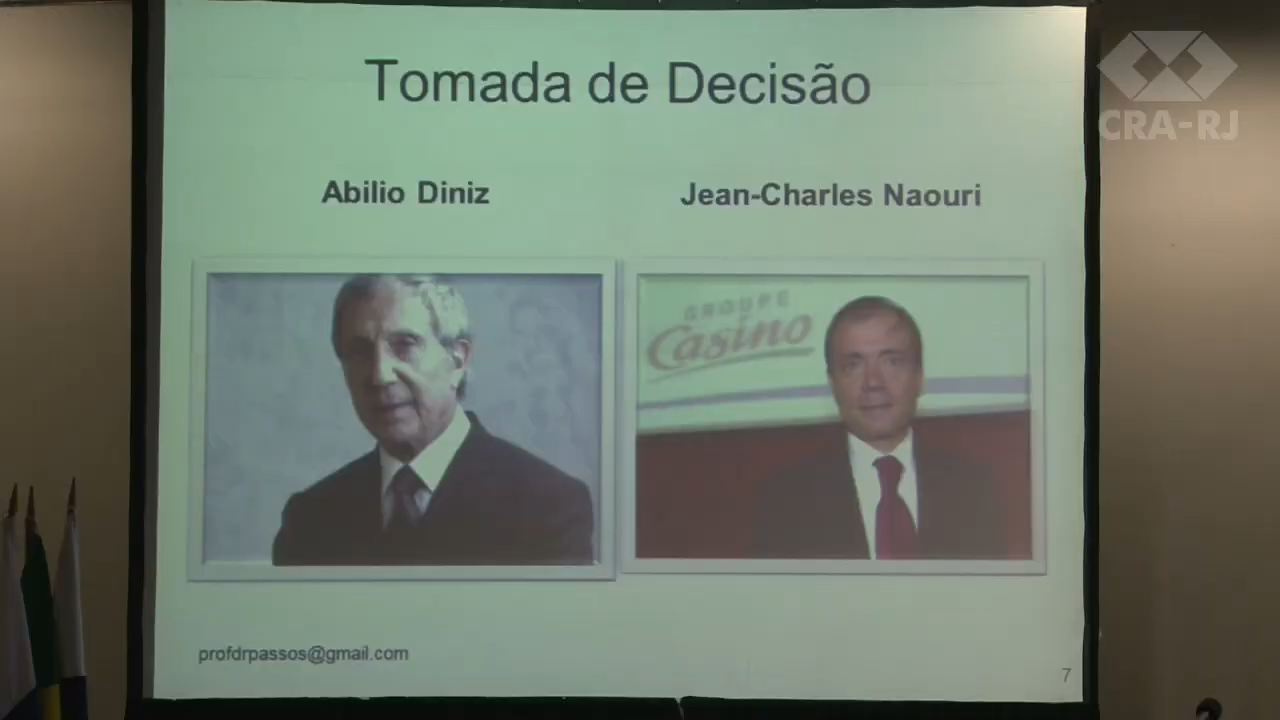 Tomada de Decisão
CRA-RJ
Abilio Diniz
Jean-Charles Naouri
GROUPE
Casino
profdrpassos@gmail.com
7